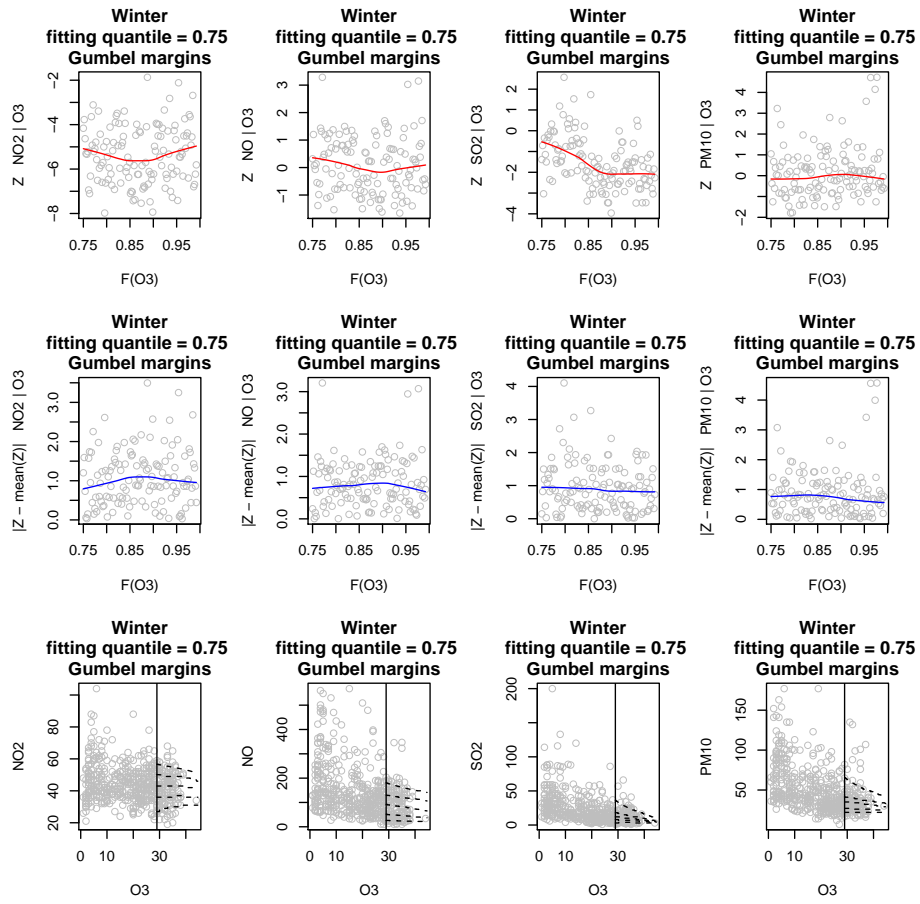 Winter
fitting quantile = 0.75
Gumbel margins
Z   NO2 | O3
−8 −6 −4 −2
0.75 0.85 0.95
F(O3)
Winter
fitting quantile = 0.75
Gumbel margins
Z   NO | O3
−1 0 1 2 3
0.75 0.85 0.95
F(O3)
Winter
fitting quantile = 0.75
Gumbel margins
Z   SO2 | O3
−4 −2 0 2
0.75 0.85 0.95
F(O3)
Winter
fitting quantile = 0.75
Gumbel margins
Z   PM10 | O3
−2 0 2 4
0.75 0.85 0.95
F(O3)
Winter
fitting quantile = 0.75
Gumbel margins
|Z − mean(Z)|   NO2 | O3
0.0 1.0 2.0 3.0
0.75 0.85 0.95
F(O3)
Winter
fitting quantile = 0.75
Gumbel margins
|Z − mean(Z)|   NO | O3
0.0 1.0 2.0 3.0
0.75 0.85 0.95
F(O3)
Winter
fitting quantile = 0.75
Gumbel margins
|Z − mean(Z)|   SO2 | O3
0 1 2 3 4
0.75 0.85 0.95
F(O3)
Winter
fitting quantile = 0.75
Gumbel margins
|Z − mean(Z)|   PM10 | O3
0 1 2 3 4
0.75 0.85 0.95
F(O3)
Winter
fitting quantile = 0.75
Gumbel margins
NO2
20 40 60 80
0 10 30
O3
Winter
fitting quantile = 0.75
Gumbel margins
NO
0 200 400
0 10 30
O3
Winter
fitting quantile = 0.75
Gumbel margins
SO2
0 50 100 200
0 10 30
O3
Winter
fitting quantile = 0.75
Gumbel margins
PM10
50 100 150
0 10 30
O3